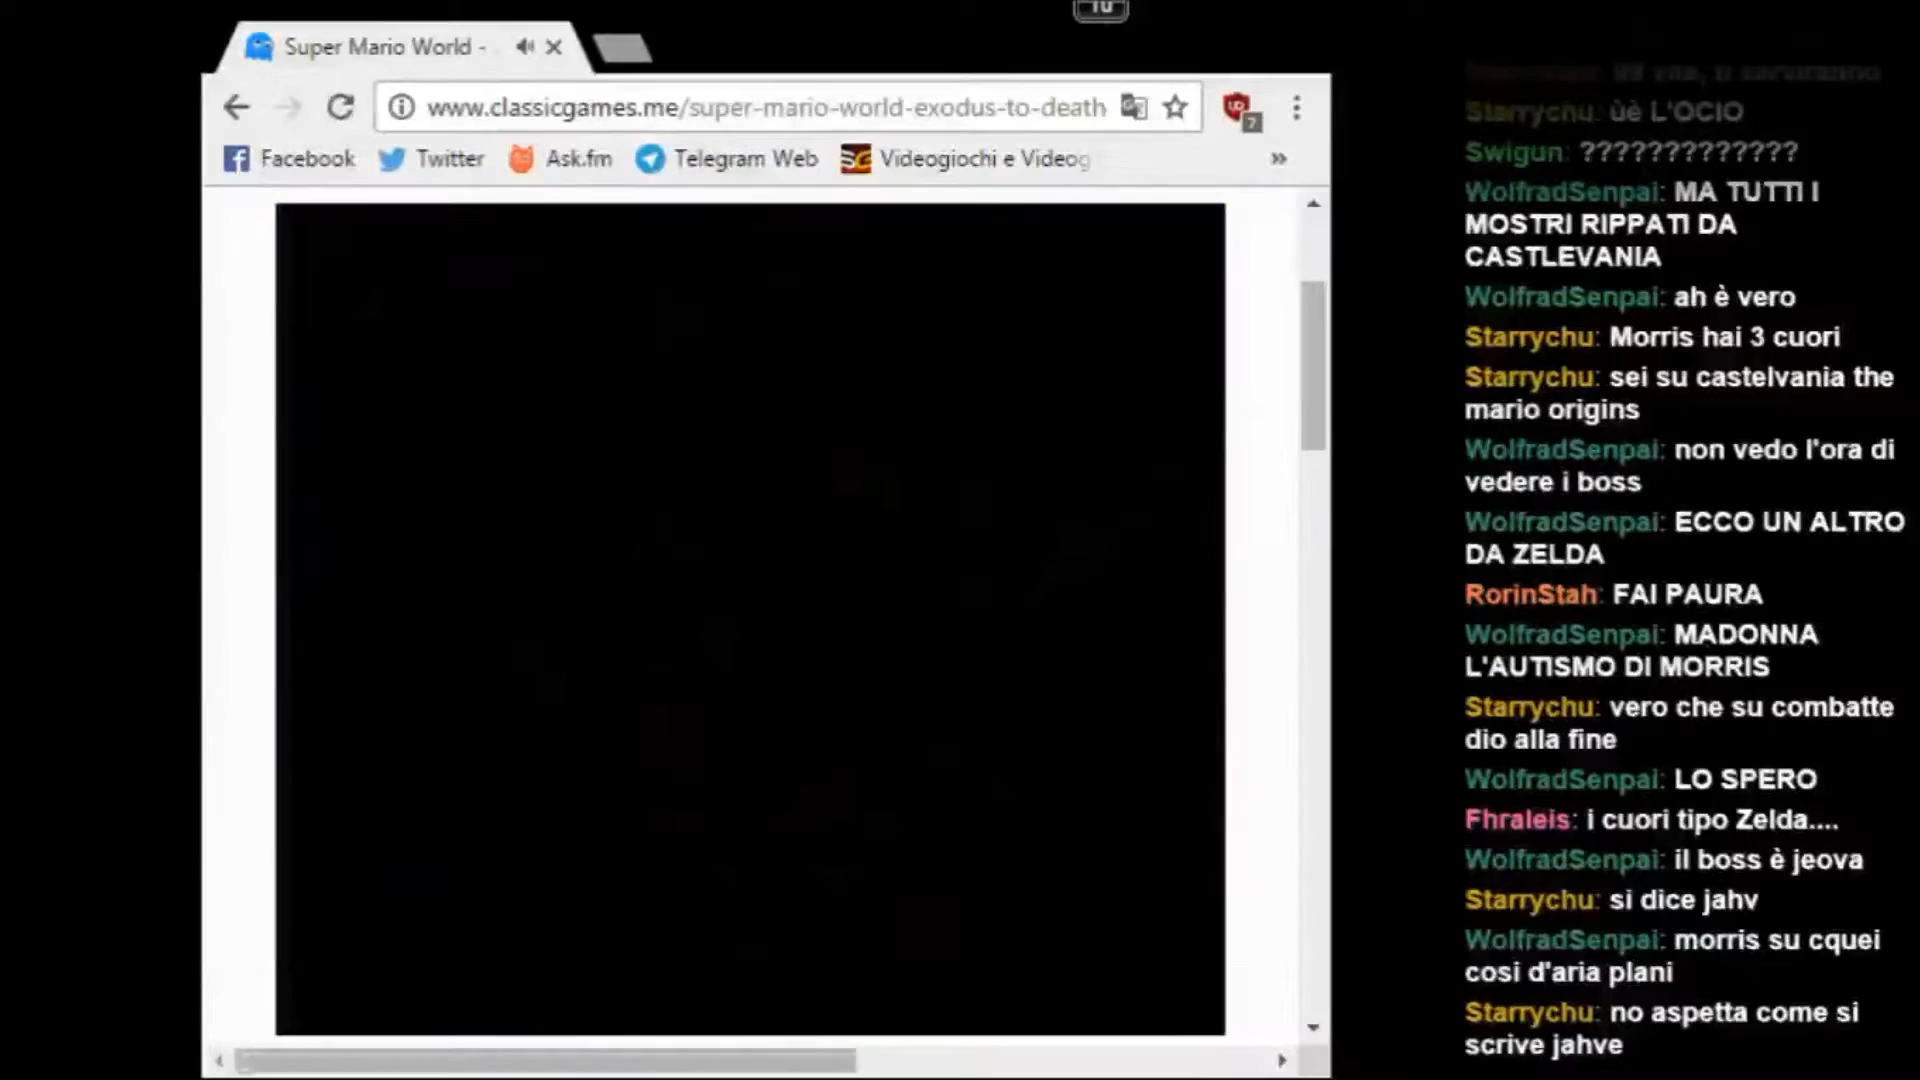 10
Super Mario World -
www.classicgames.me/super-mario-world-exodus-to-death
7
Facebook
Twitter
Ask.fm
Telegram Web
Videogiochi e Videog
»
Starrychu: ùè L'OCIO
Swigun: ?????????????
WolfradSenpai: MA TUTTI I
MOSTRI RIPPATI DA
CASTLEVANIA
WolfradSenpai: ah è vero
Starrychu: Morris hai 3 cuori
Starrychu: sei su castelvania the
mario origins
WolfradSenpai: non vedo l'ora di
vedere i boss
WolfradSenpai: ECCO UN ALTRO
DA ZELDA
RorinStah: FAI PAURA
WolfradSenpai: MADONNA
L'AUTISMO DI MORRIS
Starrychu: vero che su combatte
dio alla fine
WolfradSenpai: LO SPERO
Fhraleis: i cuori tipo Zelda....
WolfradSenpai: il boss è jeova
Starrychu: si dice jahv
WolfradSenpai: morris su cquei
cosi d'aria plani
Starrychu: no aspetta come si
scrive jahve